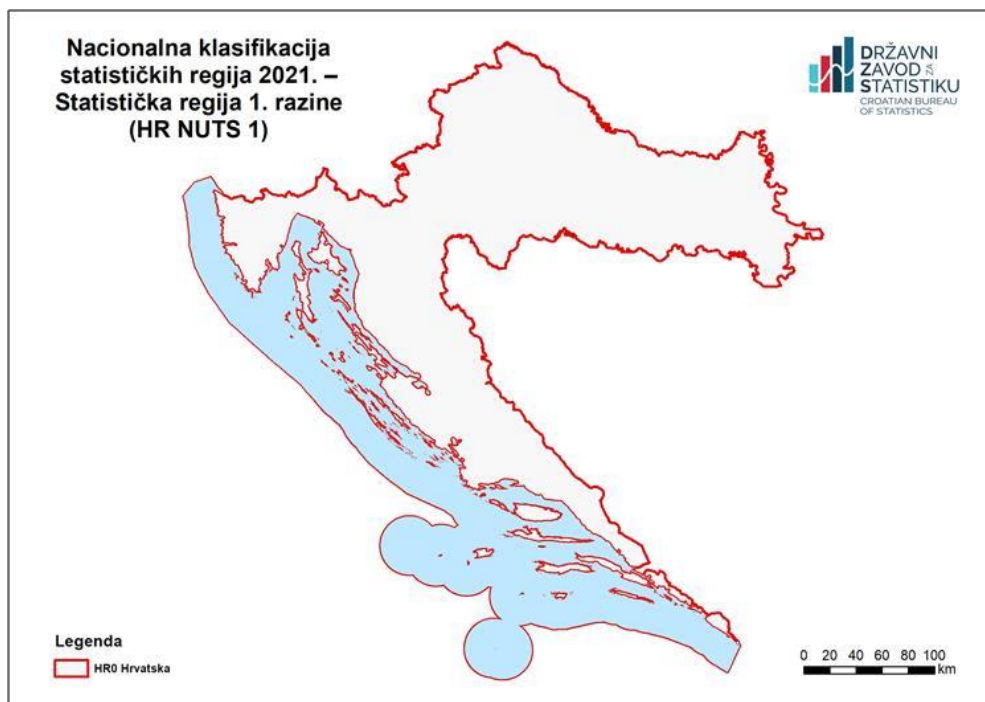 Nacionalna klasifikacija
statističkih regija 2021. –
Statistička regija 1. razine
(HR NUTS 1)
DRŽAVNI
ZAVOD ZA
STATISTIKU
CROATIAN BUREAU
OF STATISTICS
Legenda
HR0 Hrvatska
0 20 40 60 80 100
km